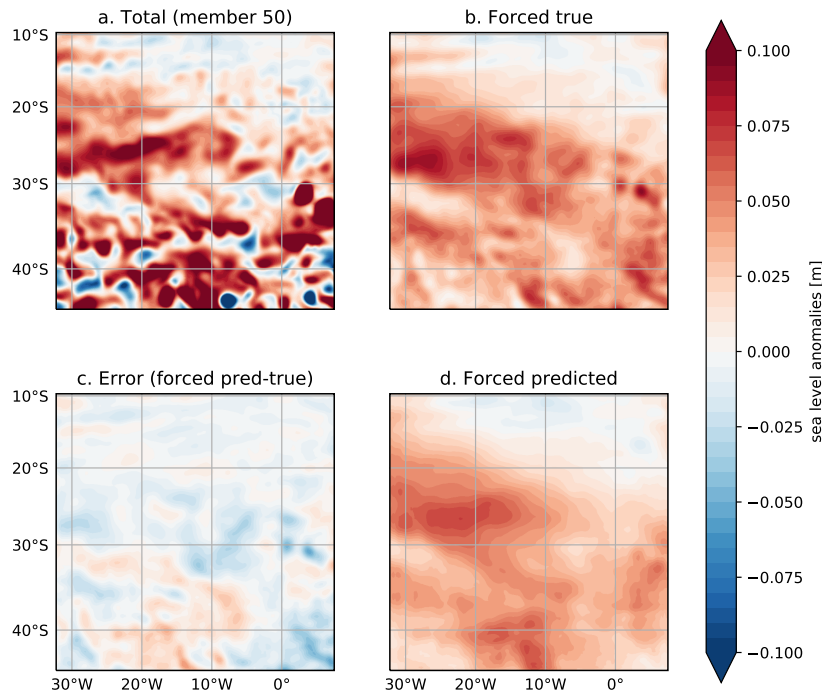 a. Total (member 50)
b. Forced true
10°S
20°S
30°S
40°S
c. Error (forced pred-true)
d. Forced predicted
10°S
20°S
30°S
40°S
30°W 20°W 10°W 0°
30°W 20°W 10°W 0°
0.100
0.075
0.050
0.025
0.000
−0.025
−0.050
−0.075
−0.100
sea level anomalies [m]